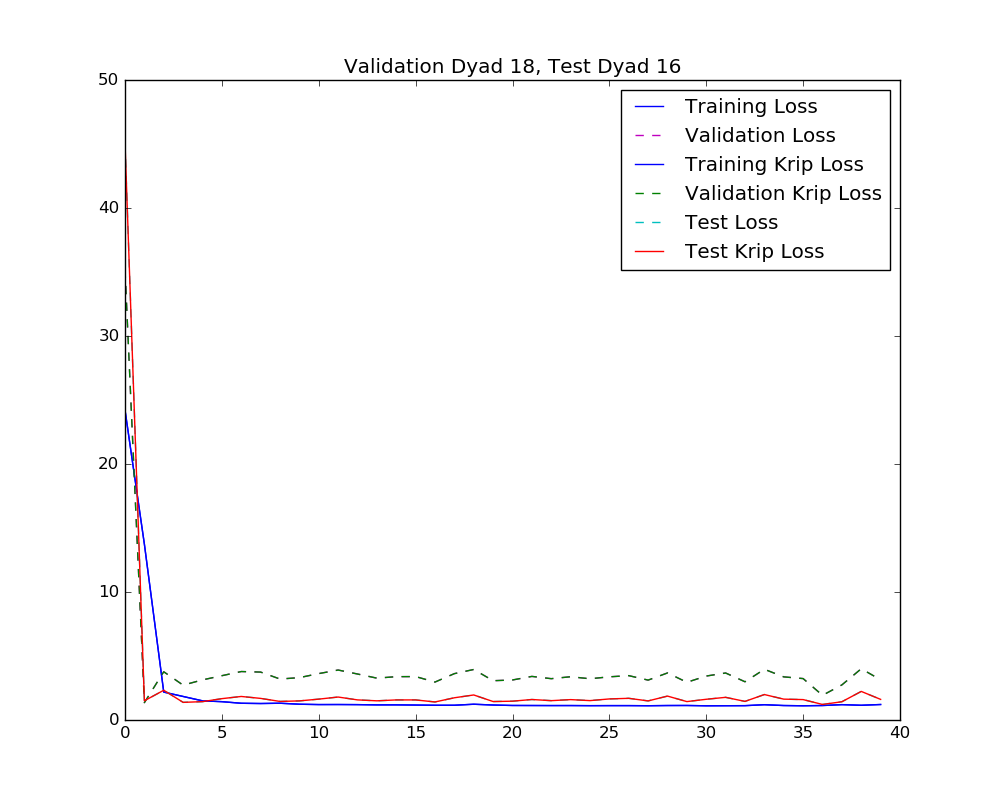 Validation Dyad 18, Test Dyad 16
50
40
30
20
10
0
Training Loss
Validation Loss
Training Krip Loss
Validation Krip Loss
Test Loss
Test Krip Loss
0 5 10 15 20 25 30 35 40